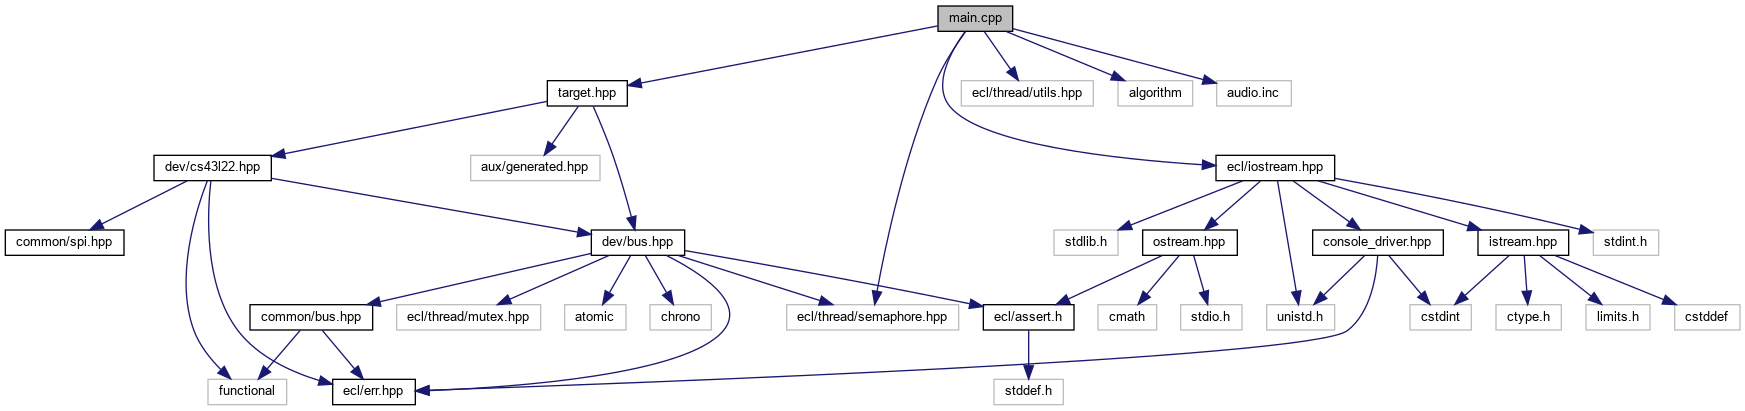 main.cpp
target.hpp
ecl/thread/utils.hpp
algorithm
audio.inc
dev/cs43l22.hpp
aux/generated.hpp
ecl/iostream.hpp
common/spi.hpp
dev/bus.hpp
stdlib.h
ostream.hpp
console_driver.hpp
istream.hpp
stdint.h
common/bus.hpp
ecl/thread/mutex.hpp
atomic
chrono
ecl/thread/semaphore.hpp
ecl/assert.h
cmath
stdio.h
unistd.h
cstdint
ctype.h
limits.h
cstddef
functional
ecl/err.hpp
stddef.h